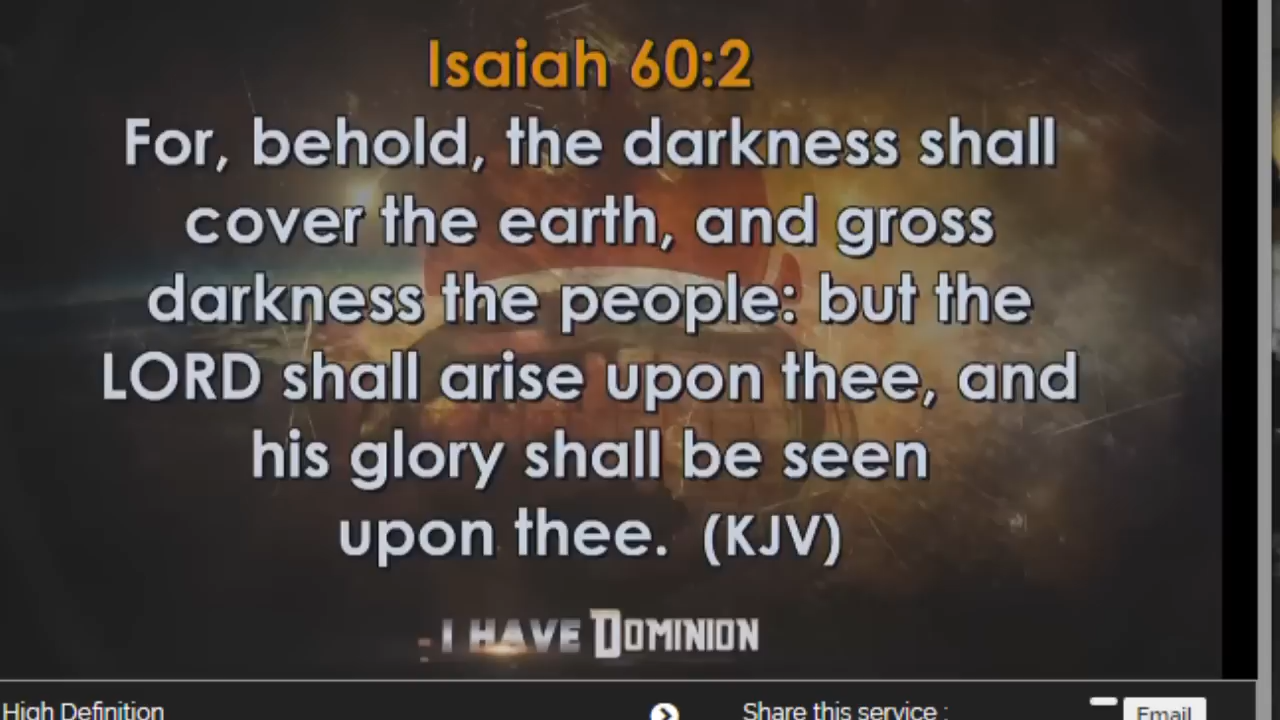 Isaiah 60:2
For, behold, the darkness shall
cover the earth, and gross
darkness the people: but the
LORD shall arise upon thee, and
his glory shall be seen
upon thee. (KJV)
I HAVE DOMINION
High Definition
Share this service :
Email